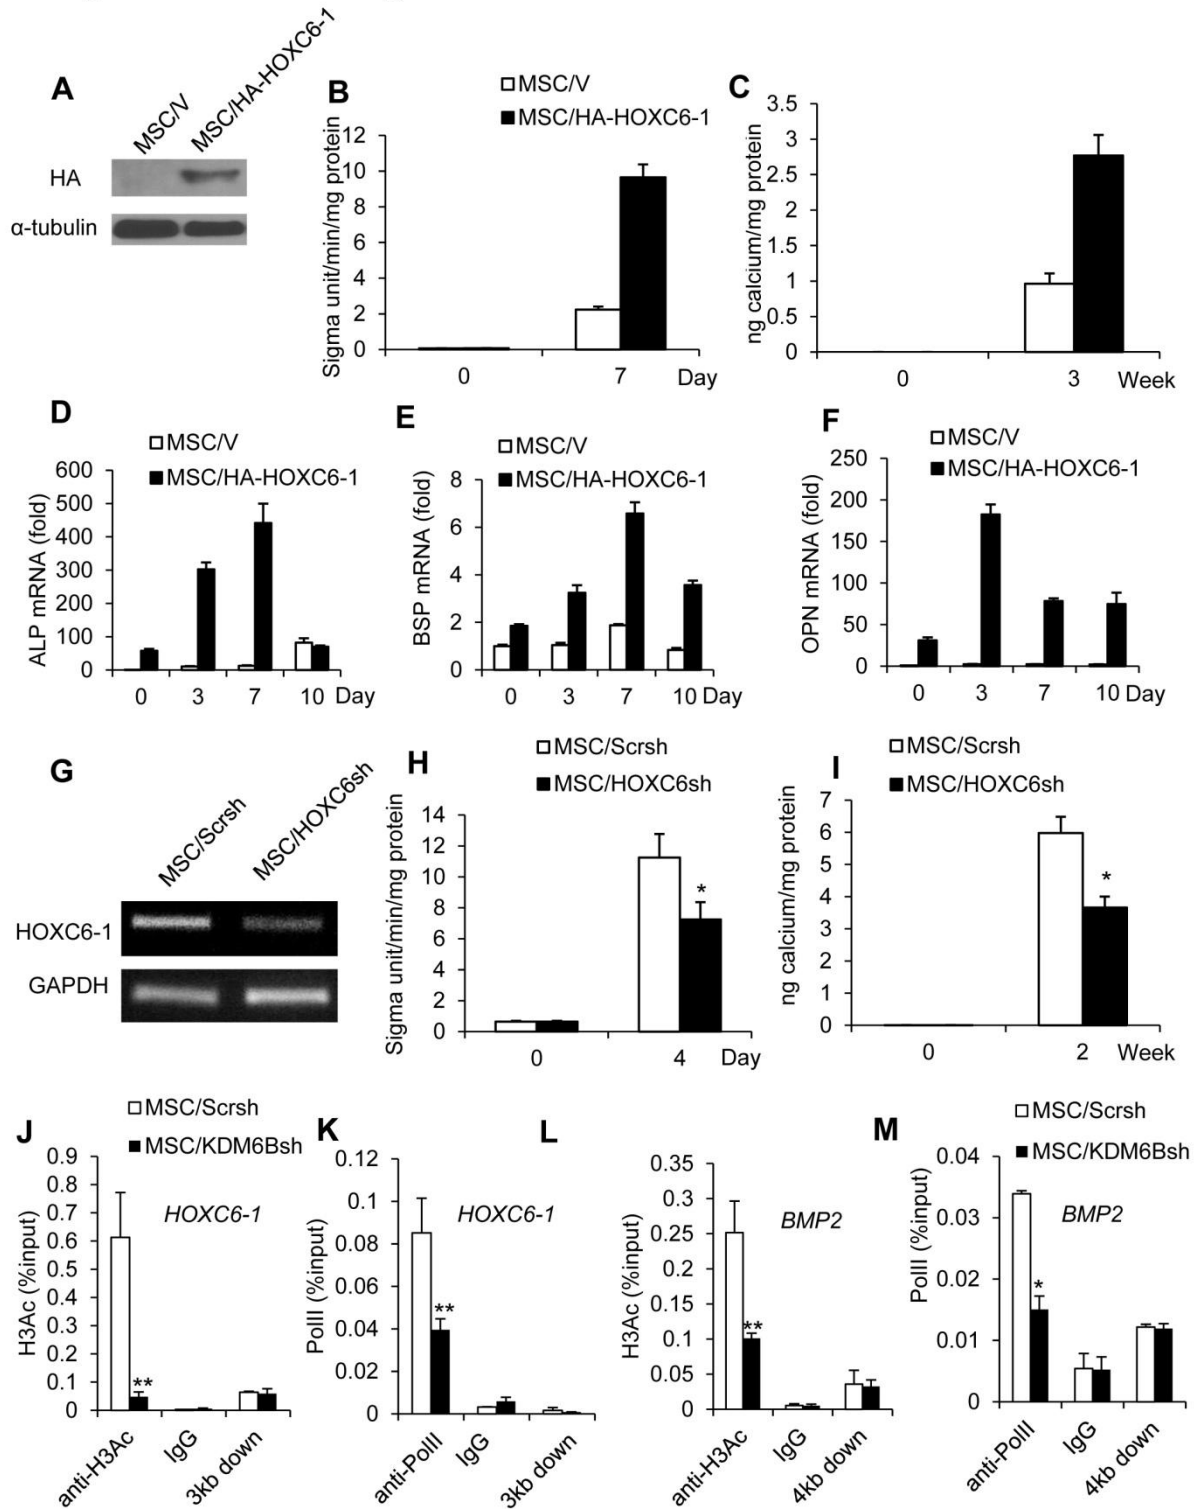 A
MSC/V
MSC/HA-HOXC6-1
HA
α-tubulin
B
MSC/V
MSC/HA-HOXC6-1
Sigma unit/min/mg protein
12
10
8
6
4
2
0
0 7 Day
C
ng calcium/mg protein
3.5
3
2.5
2
1.5
1
0.5
0
0 3 Week
D
MSC/V
MSC/HA-HOXC6-1
ALP mRNA (fold)
600
500
400
300
200
100
0
0 3 7 10 Day
E
MSC/V
MSC/HA-HOXC6-1
BSP mRNA (fold)
8
6
4
2
0
0 3 7 10 Day
F
MSC/V
MSC/HA-HOXC6-1
OPN mRNA (fold)
250
200
150
100
50
0
0 3 7 10 Day
G
MSC/Scrsh
MSC/HOXC6sh
HOXC6-1
GAPDH
H
MSC/Scrsh
MSC/HOXC6sh
Sigma unit/min/mg protein
14
12
10
8
6
4
2
0
*
0 4 Day
I
MSC/Scrsh
MSC/HOXC6sh
ng calcium/mg protein
7
6
5
4
3
2
1
0
*
0 2 Week
J
MSC/Scrsh
MSC/KDM6Bsh
H3Ac (%input)
0.9
0.8
0.7
0.6
0.5
0.4
0.3
0.2
0.1
0
HOXC6-1
**
anti-H3Ac
IgG
3kb down
K
PolII (%input)
0.12
0.1
0.08
0.06
0.04
0.02
0
HOXC6-1
**
anti-PolII
IgG
3kb down
L
H3Ac (%input)
0.35
0.3
0.25
0.2
0.15
0.1
0.05
0
BMP2
**
anti-H3Ac
IgG
4kb down
M
MSC/Scrsh
MSC/KDM6Bsh
PolII (%input)
0.04
0.03
0.02
0.01
0
BMP2
*
anti-PolII
IgG
4kb down